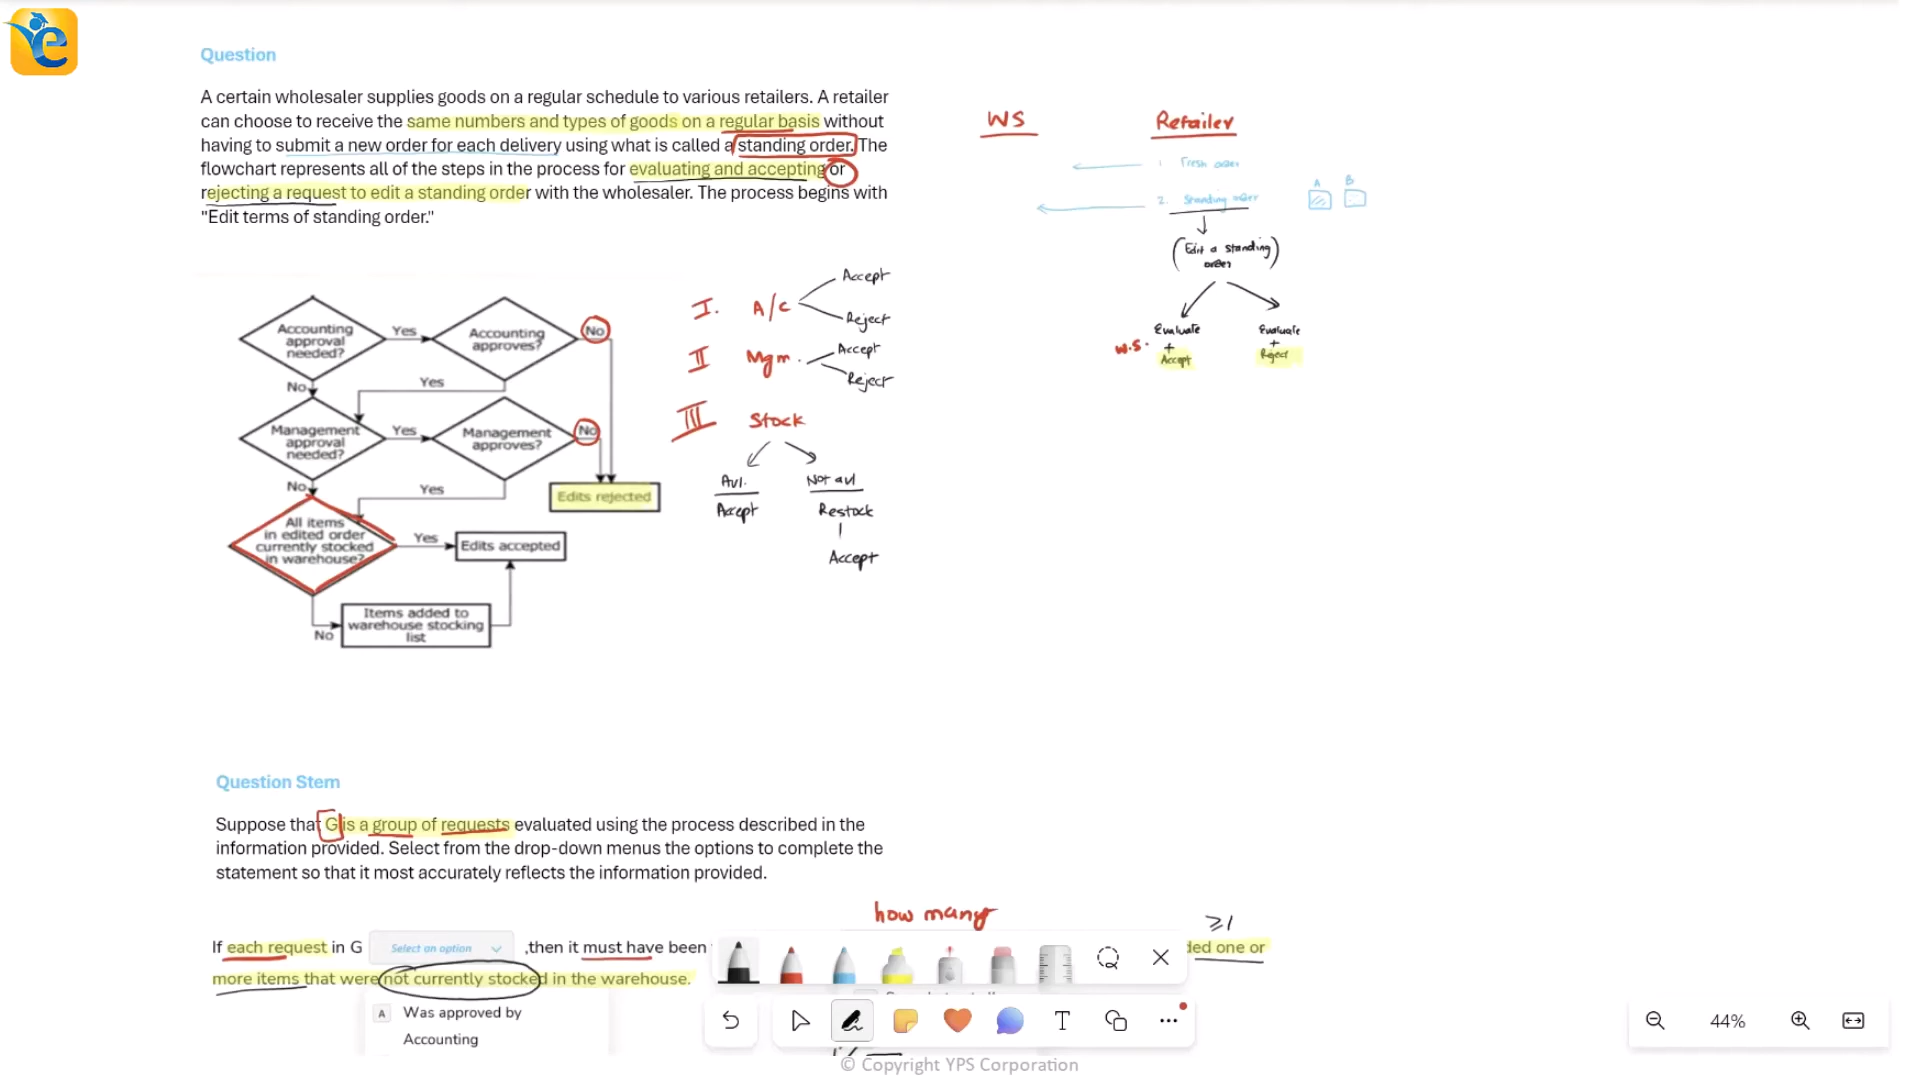 Question
A certain wholesaler supplies goods on a regular schedule to various retailers. A retailer
can choose to receive the same numbers and types of goods on a regular basis without
having to submit a new order for each delivery using what is called a standing order. The
flowchart represents all of the steps in the process for evaluating and accepting or
rejecting a request to edit a standing order with the wholesaler. The process begins with
"Edit terms of standing order."
WS
Retailer
1. Fresh order
2. Standing order
A
B
(Edit a standing
order)
Evaluate
+
Accept
W.S.
Evaluate
+
Reject
Accounting
approval
needed?
Yes
Accounting
approves?
No
No
Yes
Management
approval
needed?
Yes
Management
approves?
No
No
Yes
Edits rejected
All items
in edited order
currently stocked
in warehouse?
Yes
Edits accepted
No
Items added to
warehouse stocking
list
I. A/c
Accept
Reject
II Mgm.
Accept
Reject
III Stock
Avl.
Accept
Not avl
Restock
Accept
Question Stem
Suppose that G is a group of requests evaluated using the process described in the
information provided. Select from the drop-down menus the options to complete the
statement so that it most accurately reflects the information provided.
how many
≥1
If each request in G Select an option ,then it must have been
ded one or
more items that were not currently stocked in the warehouse.
A Was approved by
Accounting
T
44%
© Copyright YPS Corporation